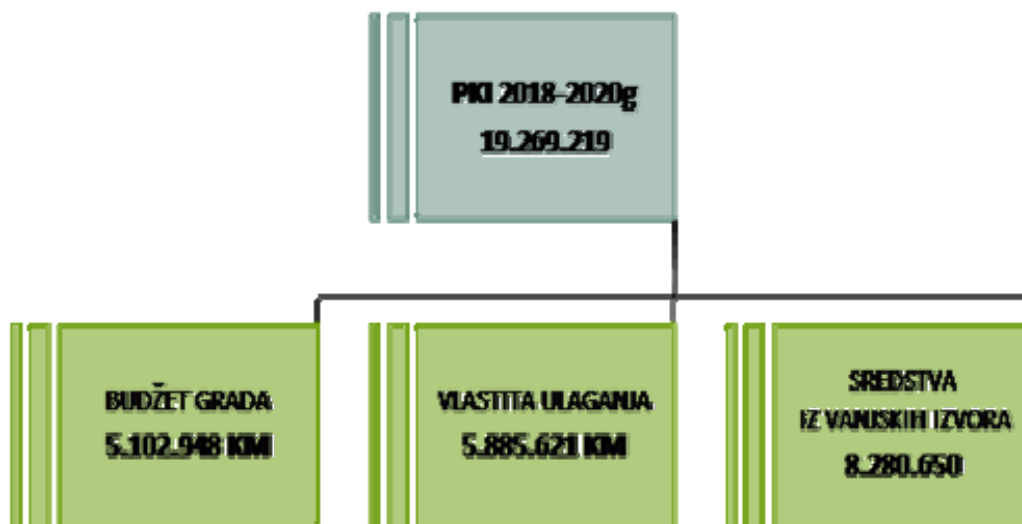 PKI 2018-2020g
19.269.219
BUDŽET GRADA
5.102.948 KM
VLASTITA ULAGANJA
5.885.621 KM
SREDSTVA
IZ VANJSKIH IZVORA
8.280.650